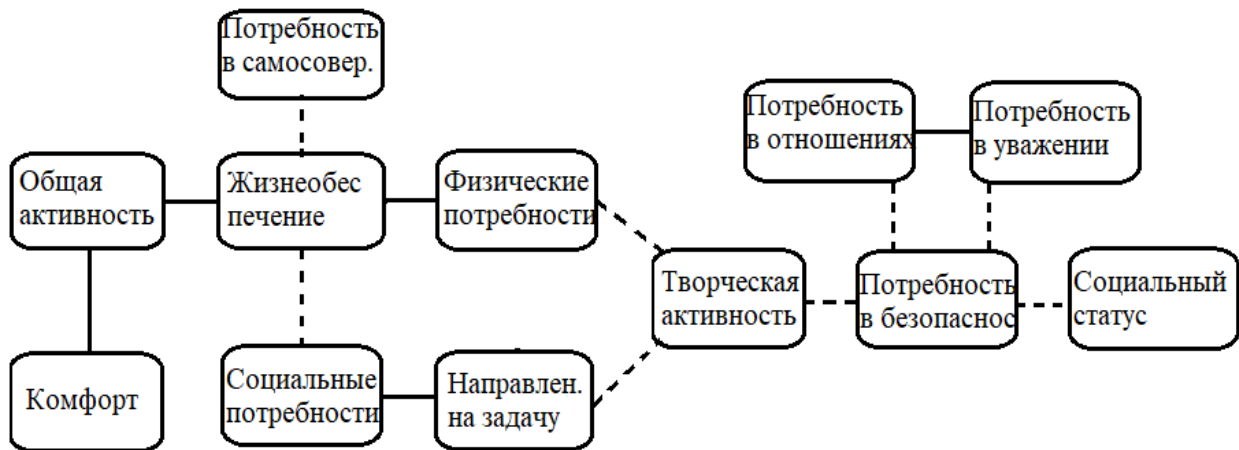 Потребность
в самосовер.
Потребность
в отношениях
Потребность
в уважении
Общая
активность
Жизнеобес
печение
Физические
потребности
Творческая
активность
Потребность
в безопаснос
Социальный
статус
Комфорт
Социальные
потребности
Направлен.
на задачу